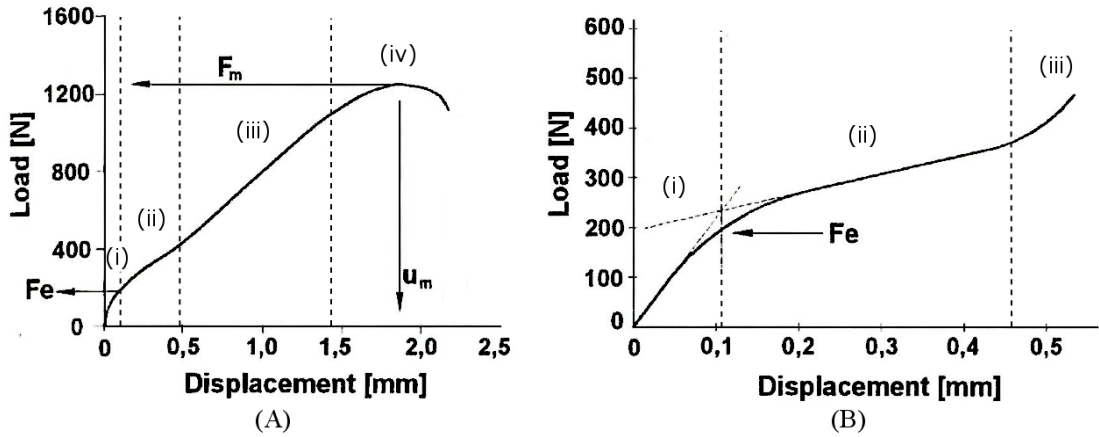 1600
1200
800
400
0
Load [N]
F_m
(iv)
(iii)
(ii)
(i)
Fe
u_m
0
0,5
1,0
1,5
2,0
2,5
Displacement [mm]
(A)
600
500
400
300
200
100
0
Load [N]
(iii)
(ii)
(i)
Fe
0
0,1
0,2
0,3
0,4
0,5
Displacement [mm]
(B)